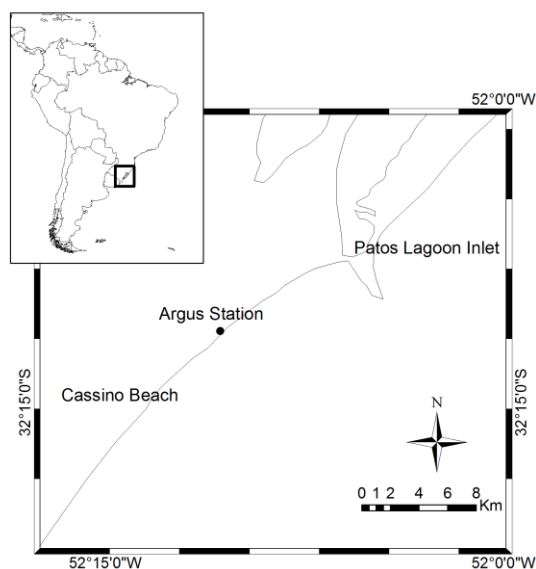 52°0'0"W
Patos Lagoon Inlet
Argus Station
Cassino Beach
32°15'0"S
32°15'0"S
N
0 1 2 4 6 8
Km
52°15'0"W
52°0'0"W